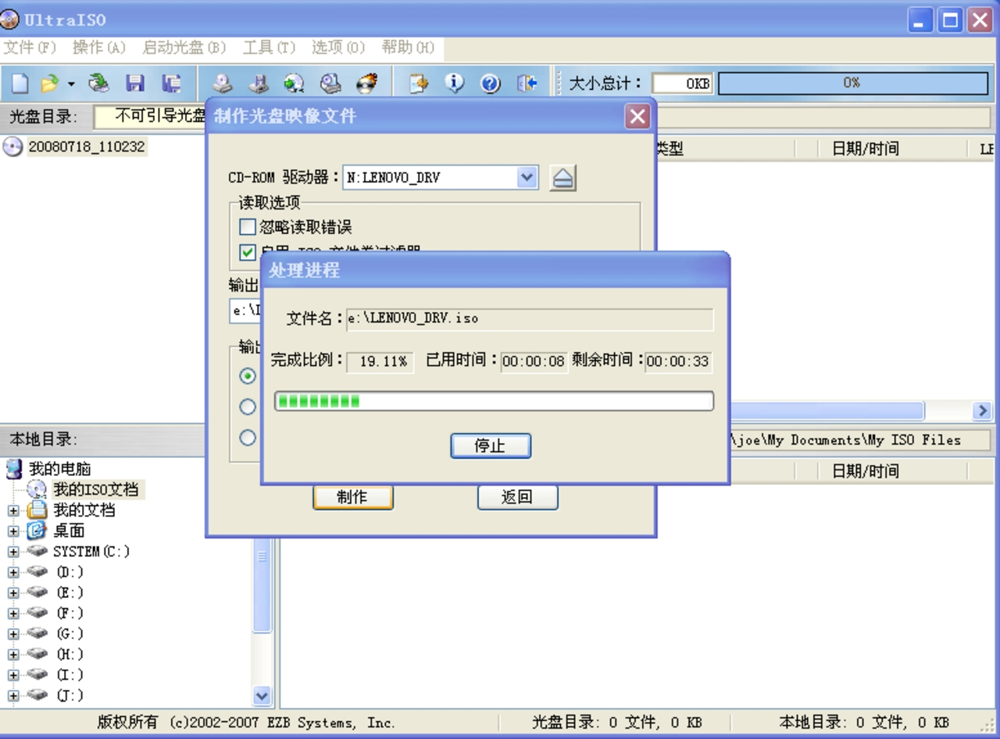 UltraISO
文件(F) 操作(A) 启动光盘(B) 工具(T) 选项(O) 帮助(H)
大小总计： 0KB 0%
光盘目录: 不可引导光盘
制作光盘映像文件
20080718_110232
类型 日期/时间
CD-ROM 驱动器： N:LENOVO_DRV
读取选项
忽略读取错误
输出
e:\
处理进程
文件名： e:\LENOVO_DRV.iso
输出
完成比例： 19.11% 已用时间： 00:00:08 剩余时间： 00:00:33
停止
制作 返回
本地目录:
\joe\My Documents\My ISO Files
日期/时间
我的电脑
我的ISO文档
我的文档
桌面
SYSTEM(C:)
(D:)
(E:)
(F:)
(G:)
(H:)
(I:)
(J:)
版权所有 (c)2002-2007 EZB Systems, Inc. 光盘目录: 0 文件, 0 KB 本地目录: 0 文件, 0 KB